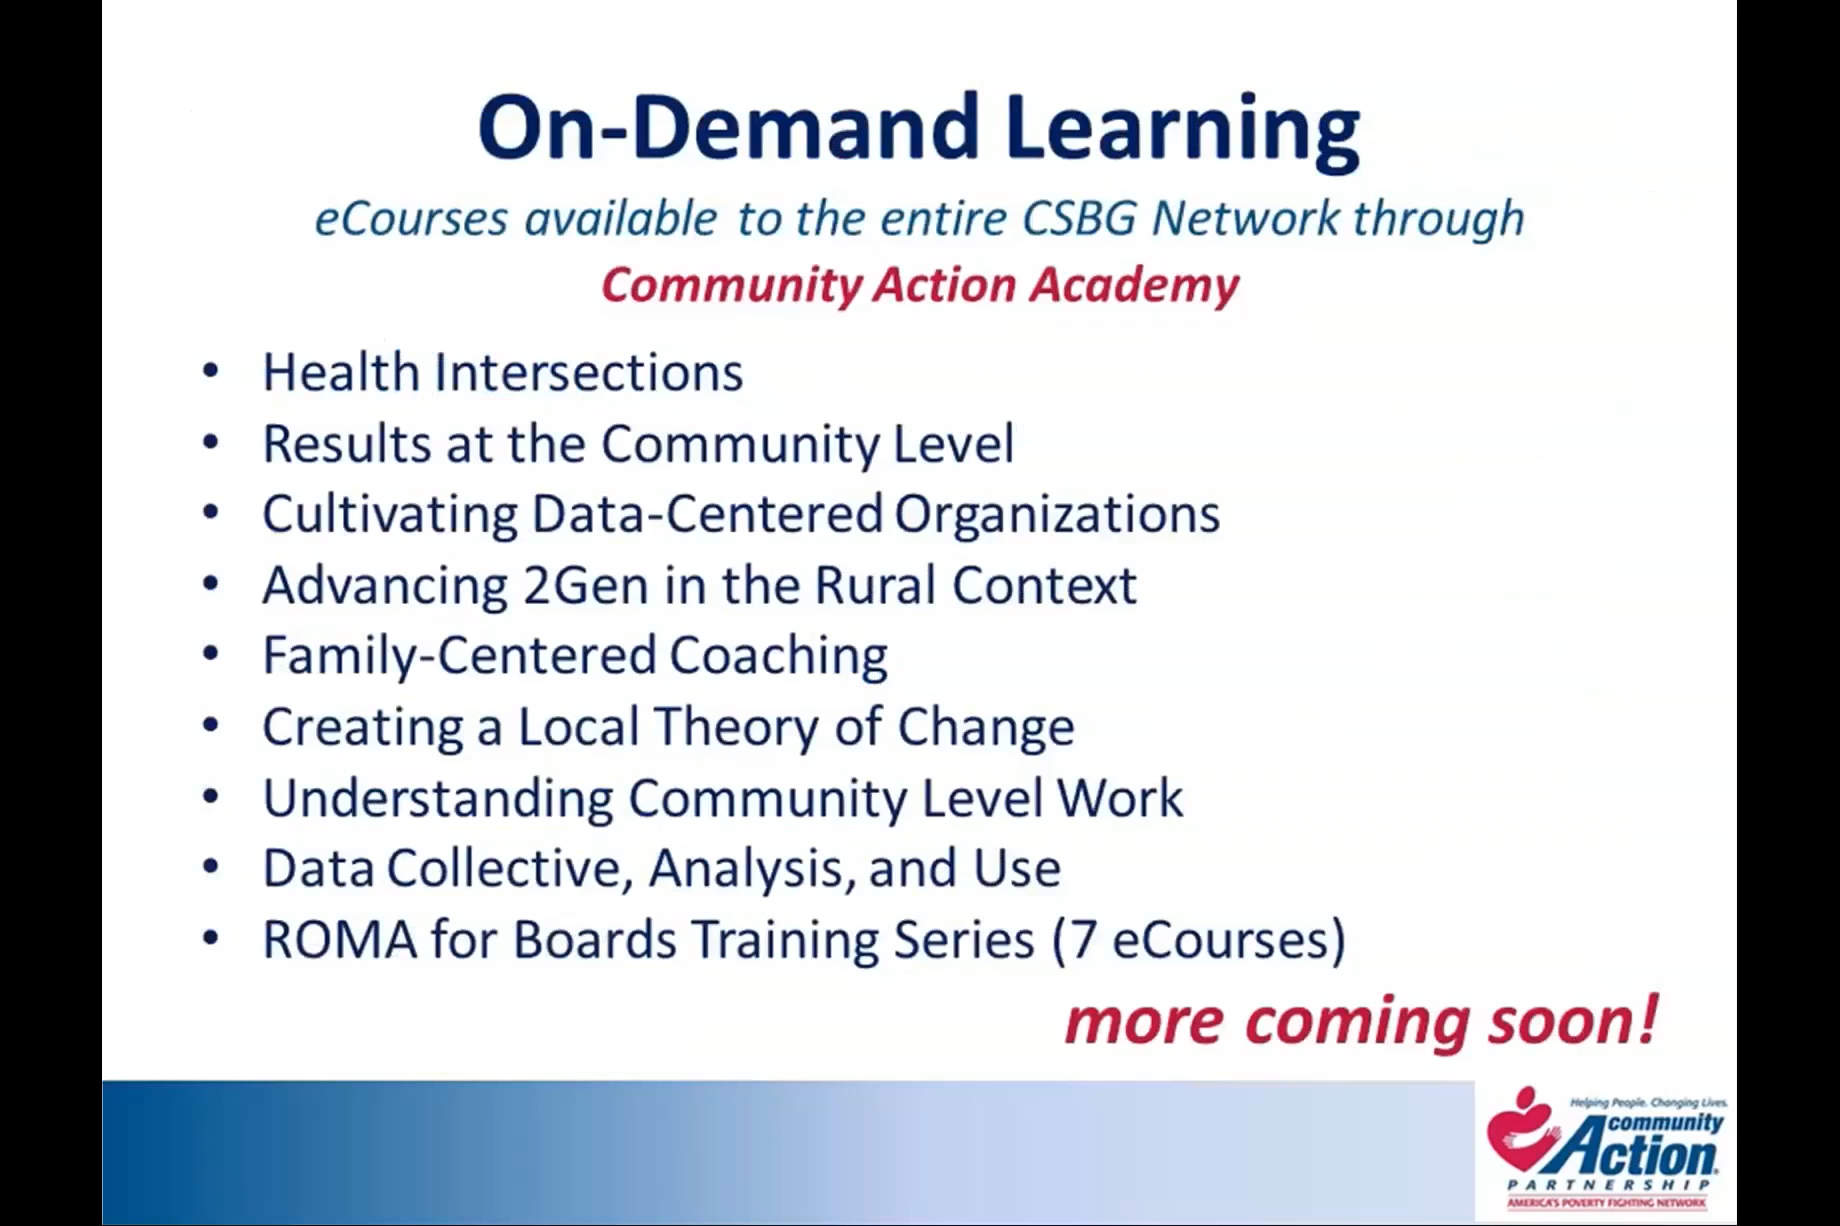 On-Demand Learning
eCourses available to the entire CSBG Network through
Community Action Academy
• Health Intersections
• Results at the Community Level
• Cultivating Data-Centered Organizations
• Advancing 2Gen in the Rural Context
• Family-Centered Coaching
• Creating a Local Theory of Change
• Understanding Community Level Work
• Data Collective, Analysis, and Use
• ROMA for Boards Training Series (7 eCourses)
more coming soon!
Helping People. Changing Lives.
community
Action
PARTNERSHIP
AMERICA'S POVERTY FIGHTING NETWORK